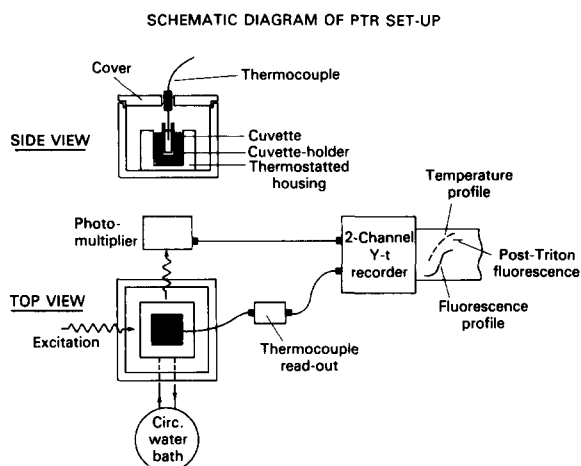 SCHEMATIC DIAGRAM OF PTR SET-UP
Cover
Thermocouple
SIDE VIEW
Cuvette
Cuvette-holder
Thermostatted
housing
Temperature
profile
Photo-
multiplier
2-Channel
Y-t
recorder
Post-Triton
fluorescence
TOP VIEW
Fluorescence
profile
Excitation
Thermocouple
read-out
Circ.
water
bath